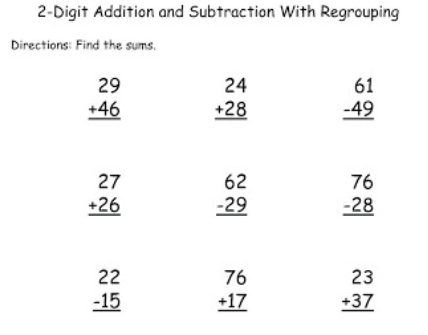 2-Digit Addition and Subtraction With Regrouping
Directions: Find the sums.
29 24 61
+46 +28 -49
27 62 76
+26 -29 -28
22 76 23
-15 +17 +37